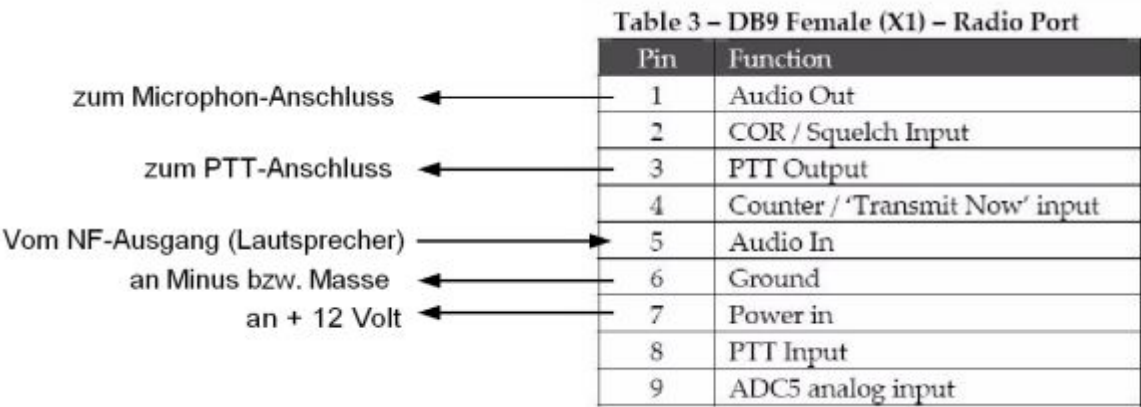 Table 3 – DB9 Female (X1) – Radio Port
Pin Function
zum Microphon-Anschluss 1 Audio Out
2 COR / Squelch Input
zum PTT-Anschluss 3 PTT Output
4 Counter / ‘Transmit Now’ input
Vom NF-Ausgang (Lautsprecher) 5 Audio In
an Minus bzw. Masse 6 Ground
an + 12 Volt 7 Power in
8 PTT Input
9 ADC5 analog input